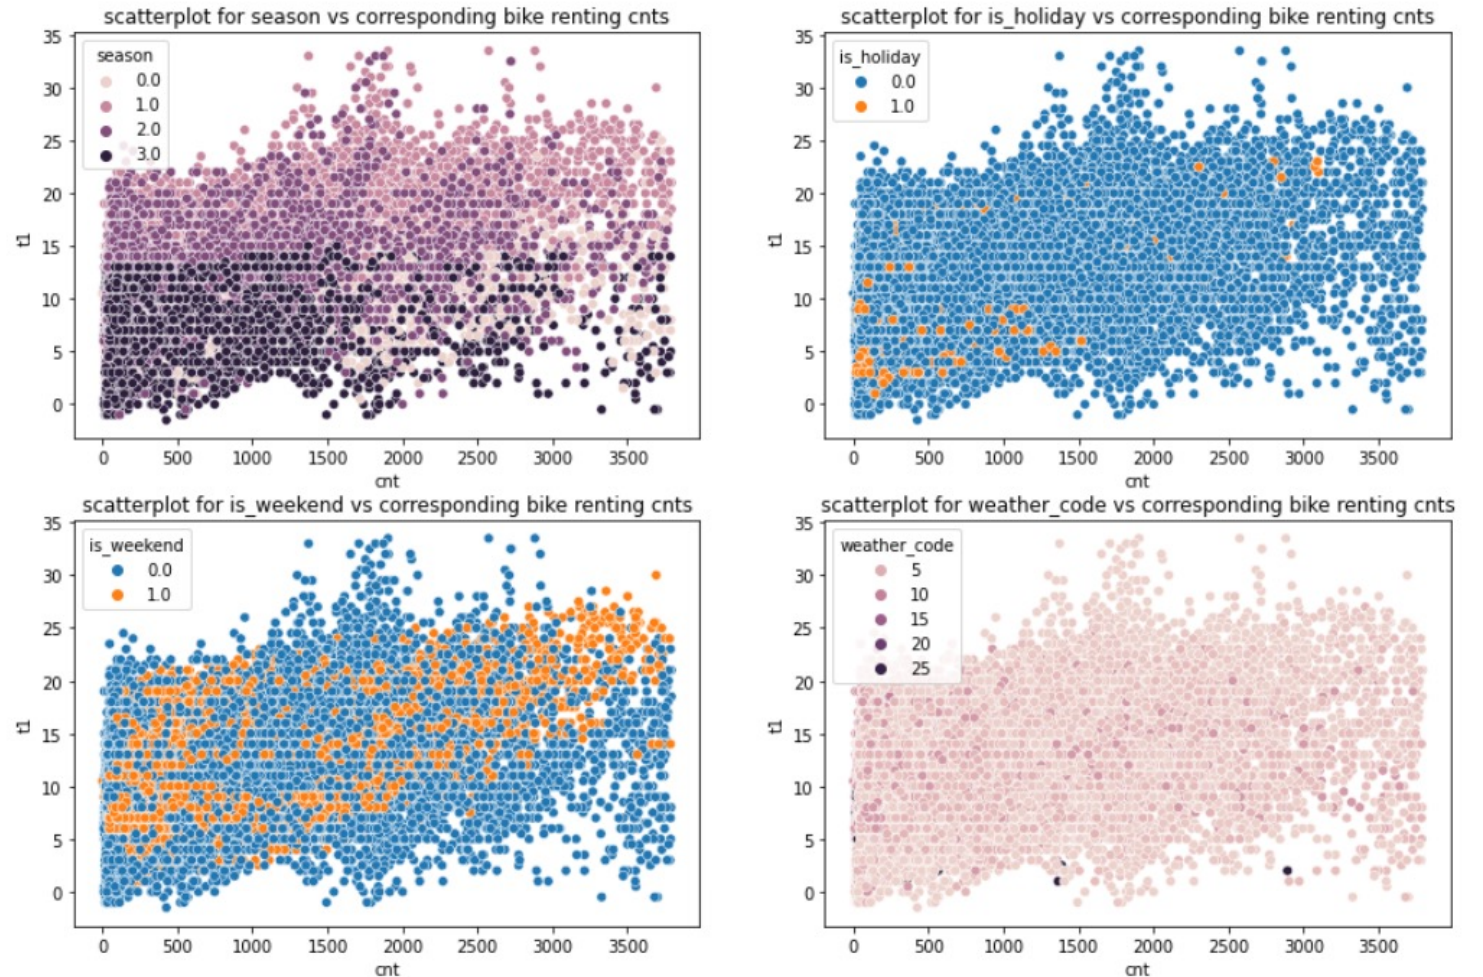 scatterplot for season vs corresponding bike renting cnts
35
30
25
20
15
10
5
0
t1
season
0.0
1.0
2.0
3.0
0 500 1000 1500 2000 2500 3000 3500
cnt
scatterplot for is_holiday vs corresponding bike renting cnts
35
30
25
20
15
10
5
0
t1
is_holiday
0.0
1.0
0 500 1000 1500 2000 2500 3000 3500
cnt
scatterplot for is_weekend vs corresponding bike renting cnts
35
30
25
20
15
10
5
0
t1
is_weekend
0.0
1.0
0 500 1000 1500 2000 2500 3000 3500
cnt
scatterplot for weather_code vs corresponding bike renting cnts
35
30
25
20
15
10
5
0
t1
weather_code
5
10
15
20
25
0 500 1000 1500 2000 2500 3000 3500
cnt